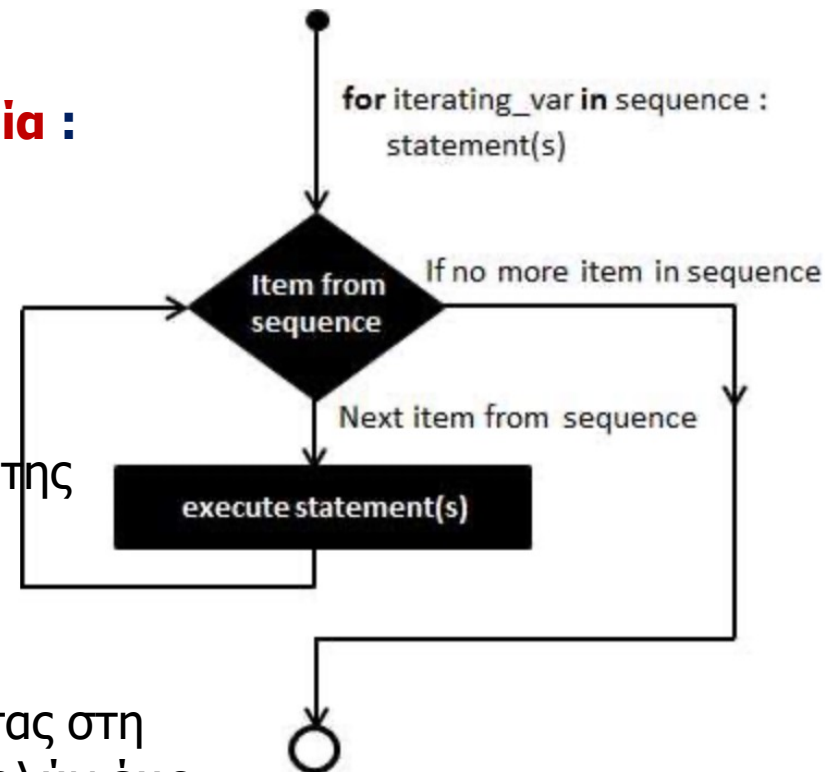 for iterating_var in sequence :
ία :
statement(s)
If no more item in sequence
Item from
sequence
Next item from sequence
της
execute statement(s)
τας στη